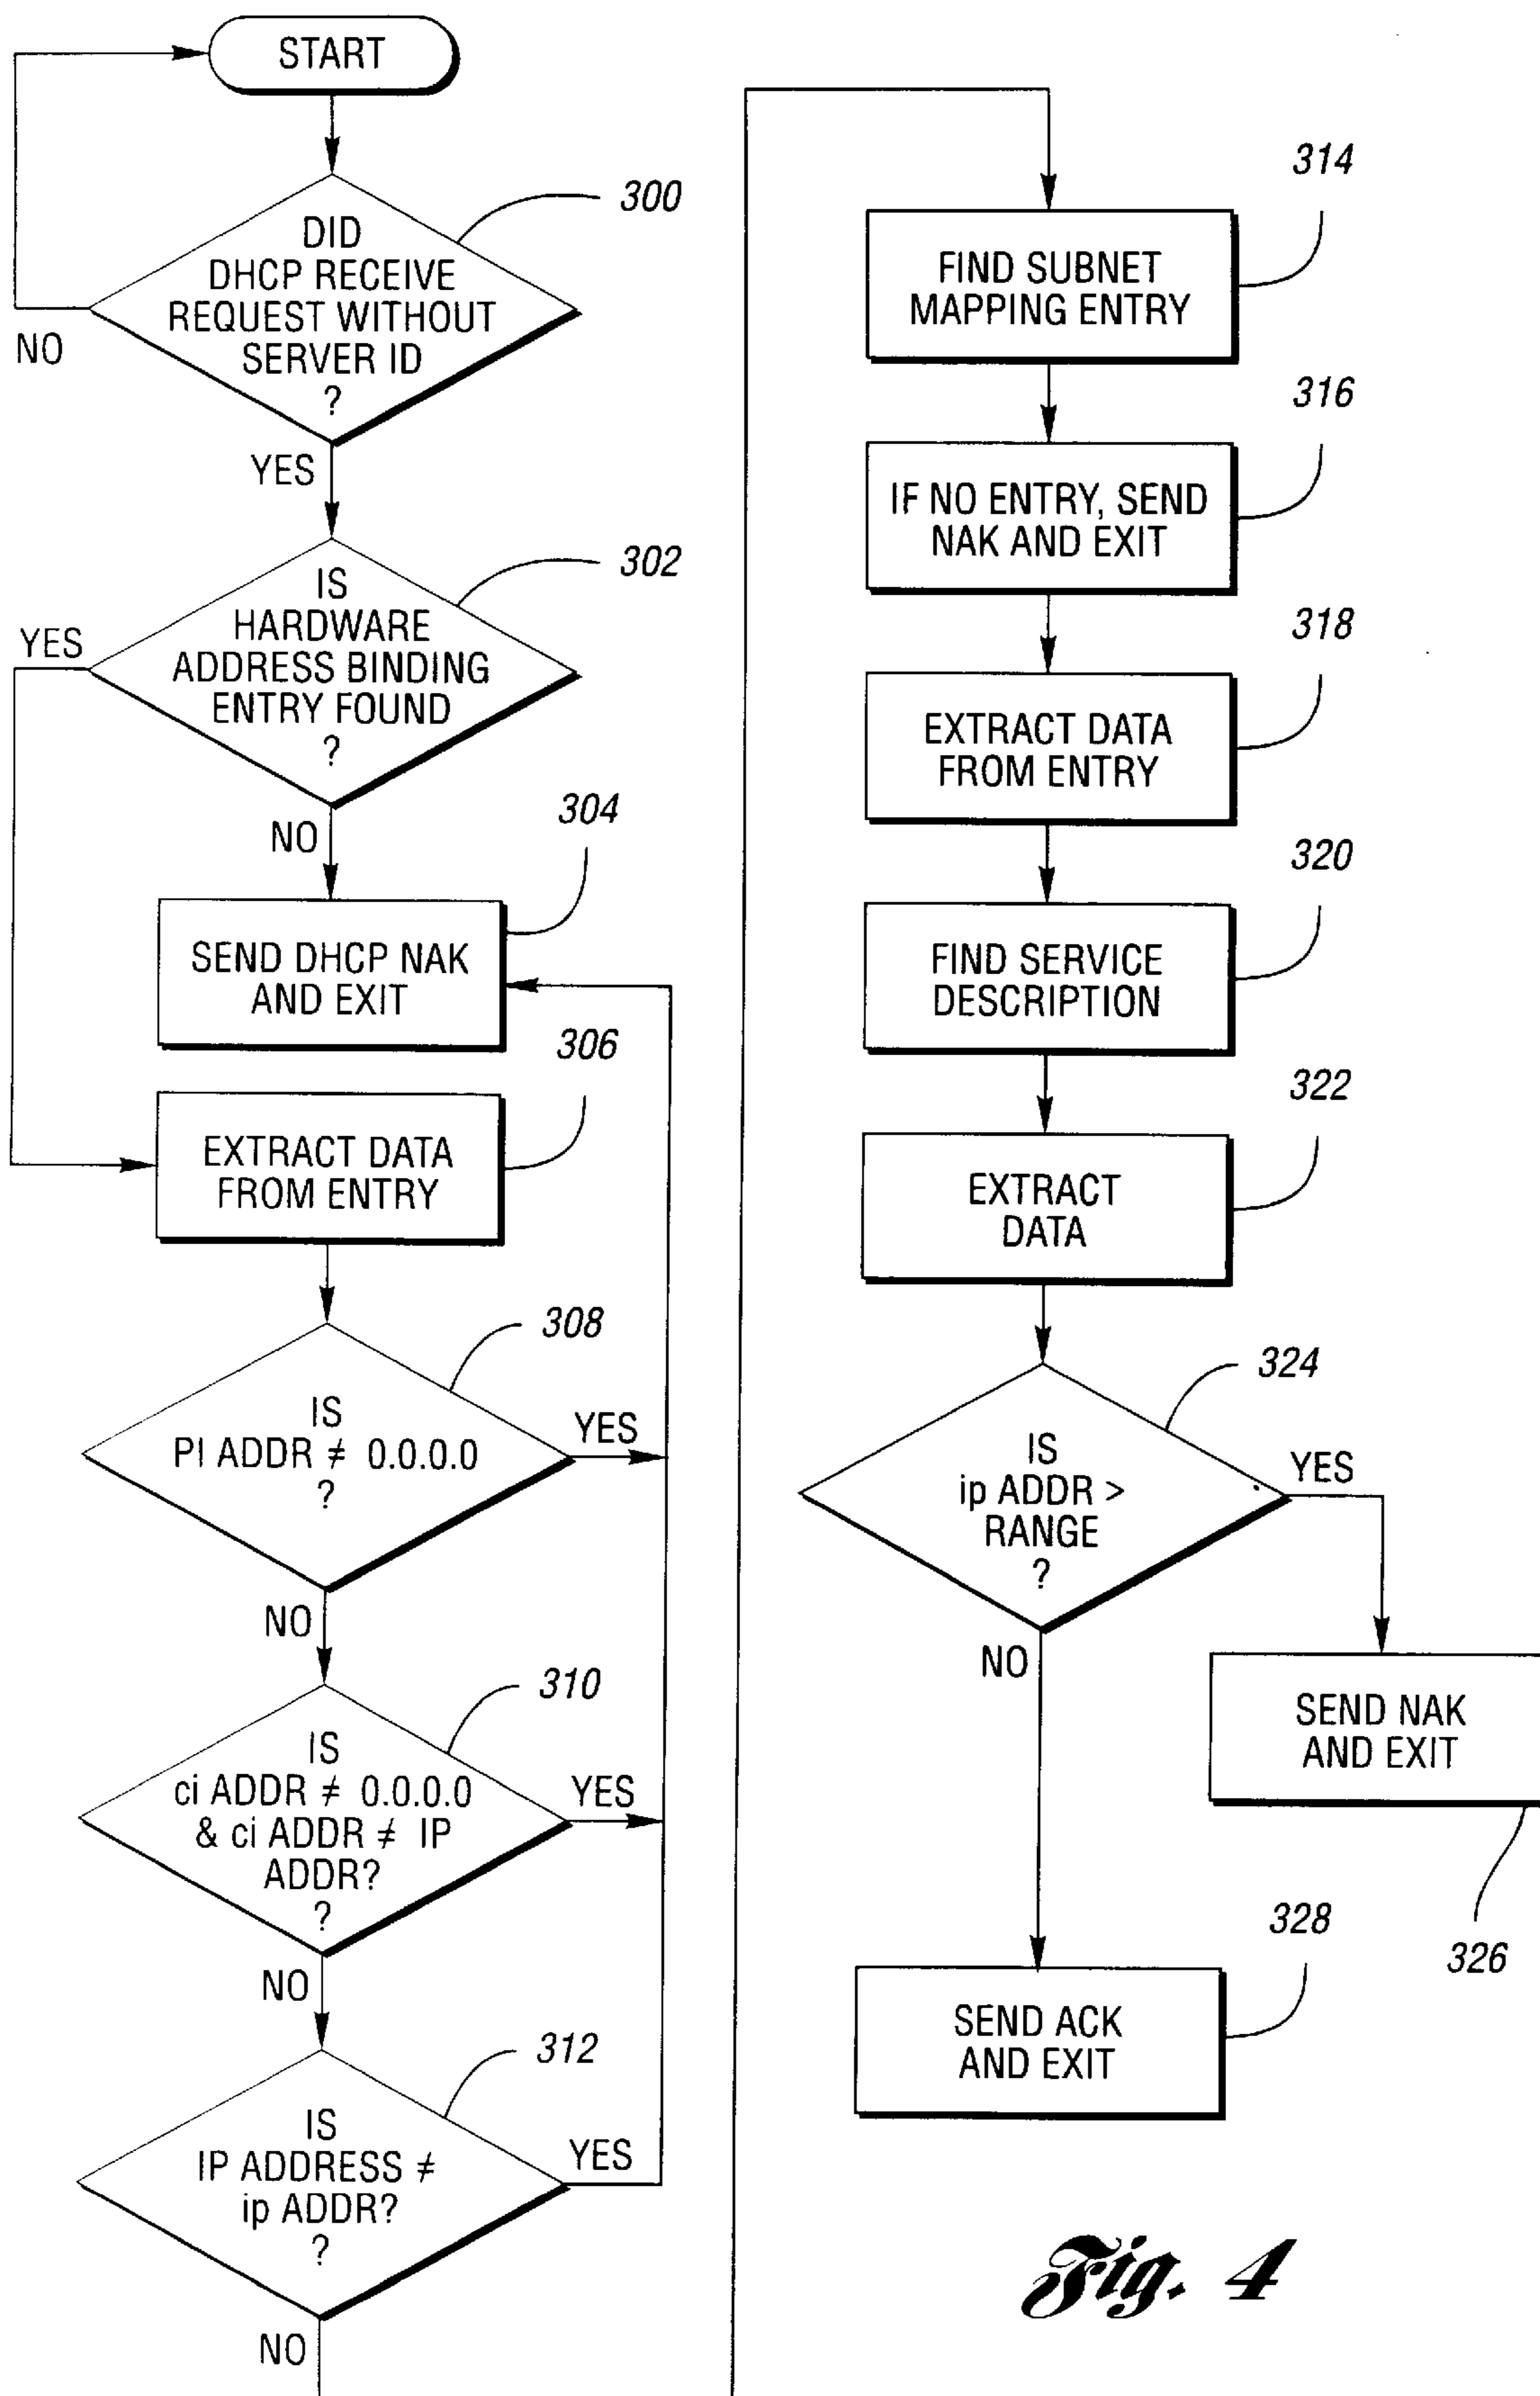 START
300
DID
DHCP RECEIVE
REQUEST WITHOUT
SERVER ID
?
NO
YES
302
IS
HARDWARE
ADDRESS BINDING
ENTRY FOUND
?
YES
NO
304
SEND DHCP NAK
AND EXIT
306
EXTRACT DATA
FROM ENTRY
308
IS
PI ADDR ≠ 0.0.0.0
?
YES
NO
310
IS
ci ADDR ≠ 0.0.0.0
& ci ADDR ≠ IP
ADDR?
?
YES
NO
312
IS
IP ADDRESS ≠
ip ADDR?
?
YES
NO
314
FIND SUBNET
MAPPING ENTRY
316
IF NO ENTRY, SEND
NAK AND EXIT
318
EXTRACT DATA
FROM ENTRY
320
FIND SERVICE
DESCRIPTION
322
EXTRACT
DATA
324
IS
ip ADDR >
RANGE
?
YES
NO
SEND NAK
AND EXIT
326
328
SEND ACK
AND EXIT
Fig. 4